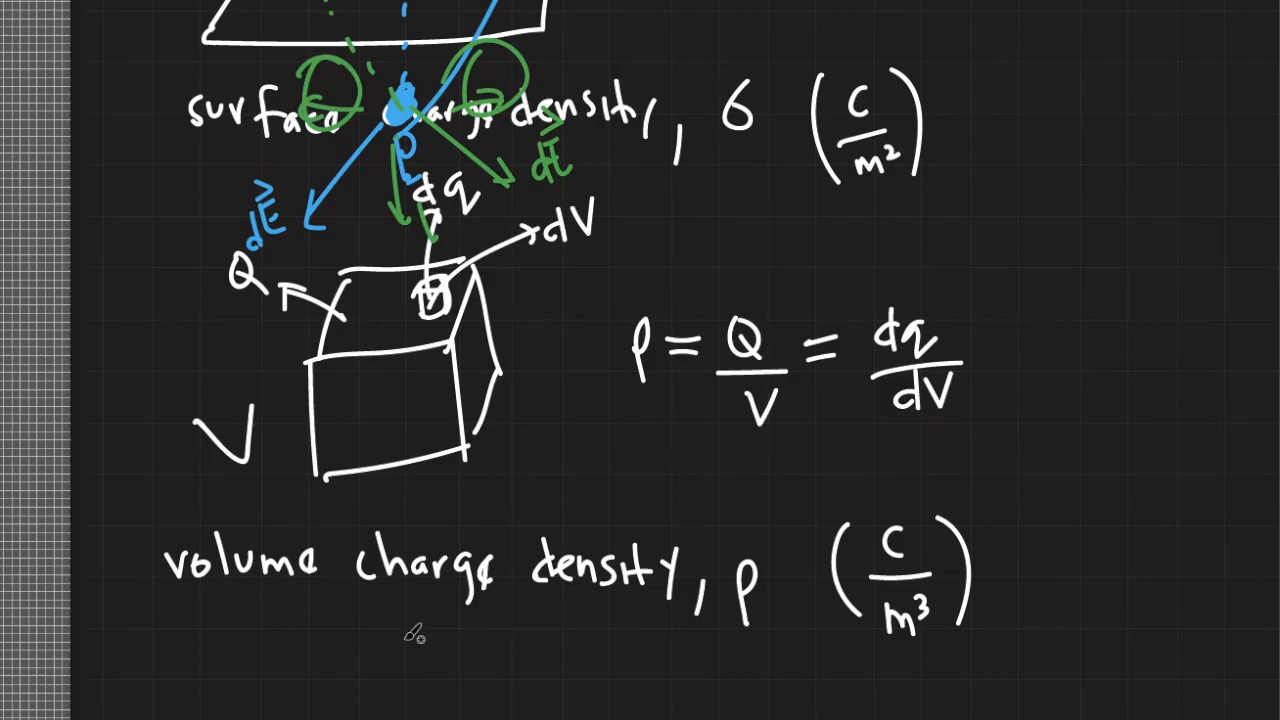 surface charge density, σ (C/m²)
P
dE
dE
dq
dV
Q
ρ = Q/V = dq/dV
V
volume charge density, ρ (C/m³)